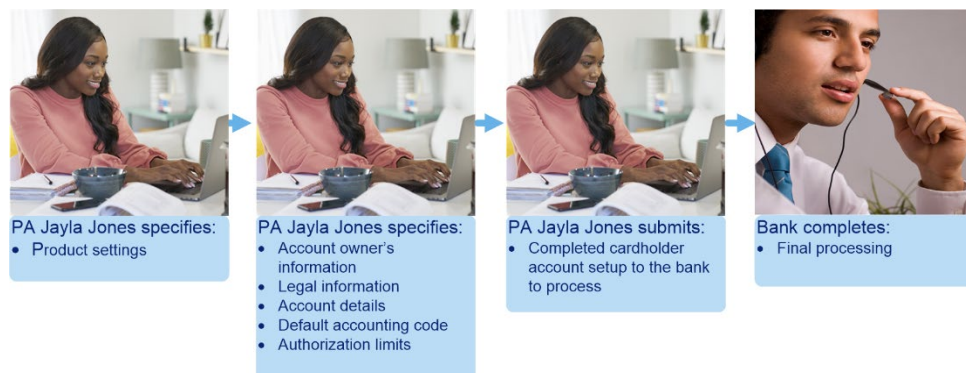 PA Jayla Jones specifies:
• Product settings
PA Jayla Jones specifies:
• Account owner's
information
• Legal information
• Account details
• Default accounting code
• Authorization limits
PA Jayla Jones submits:
• Completed cardholder
account setup to the bank
to process
Bank completes:
• Final processing